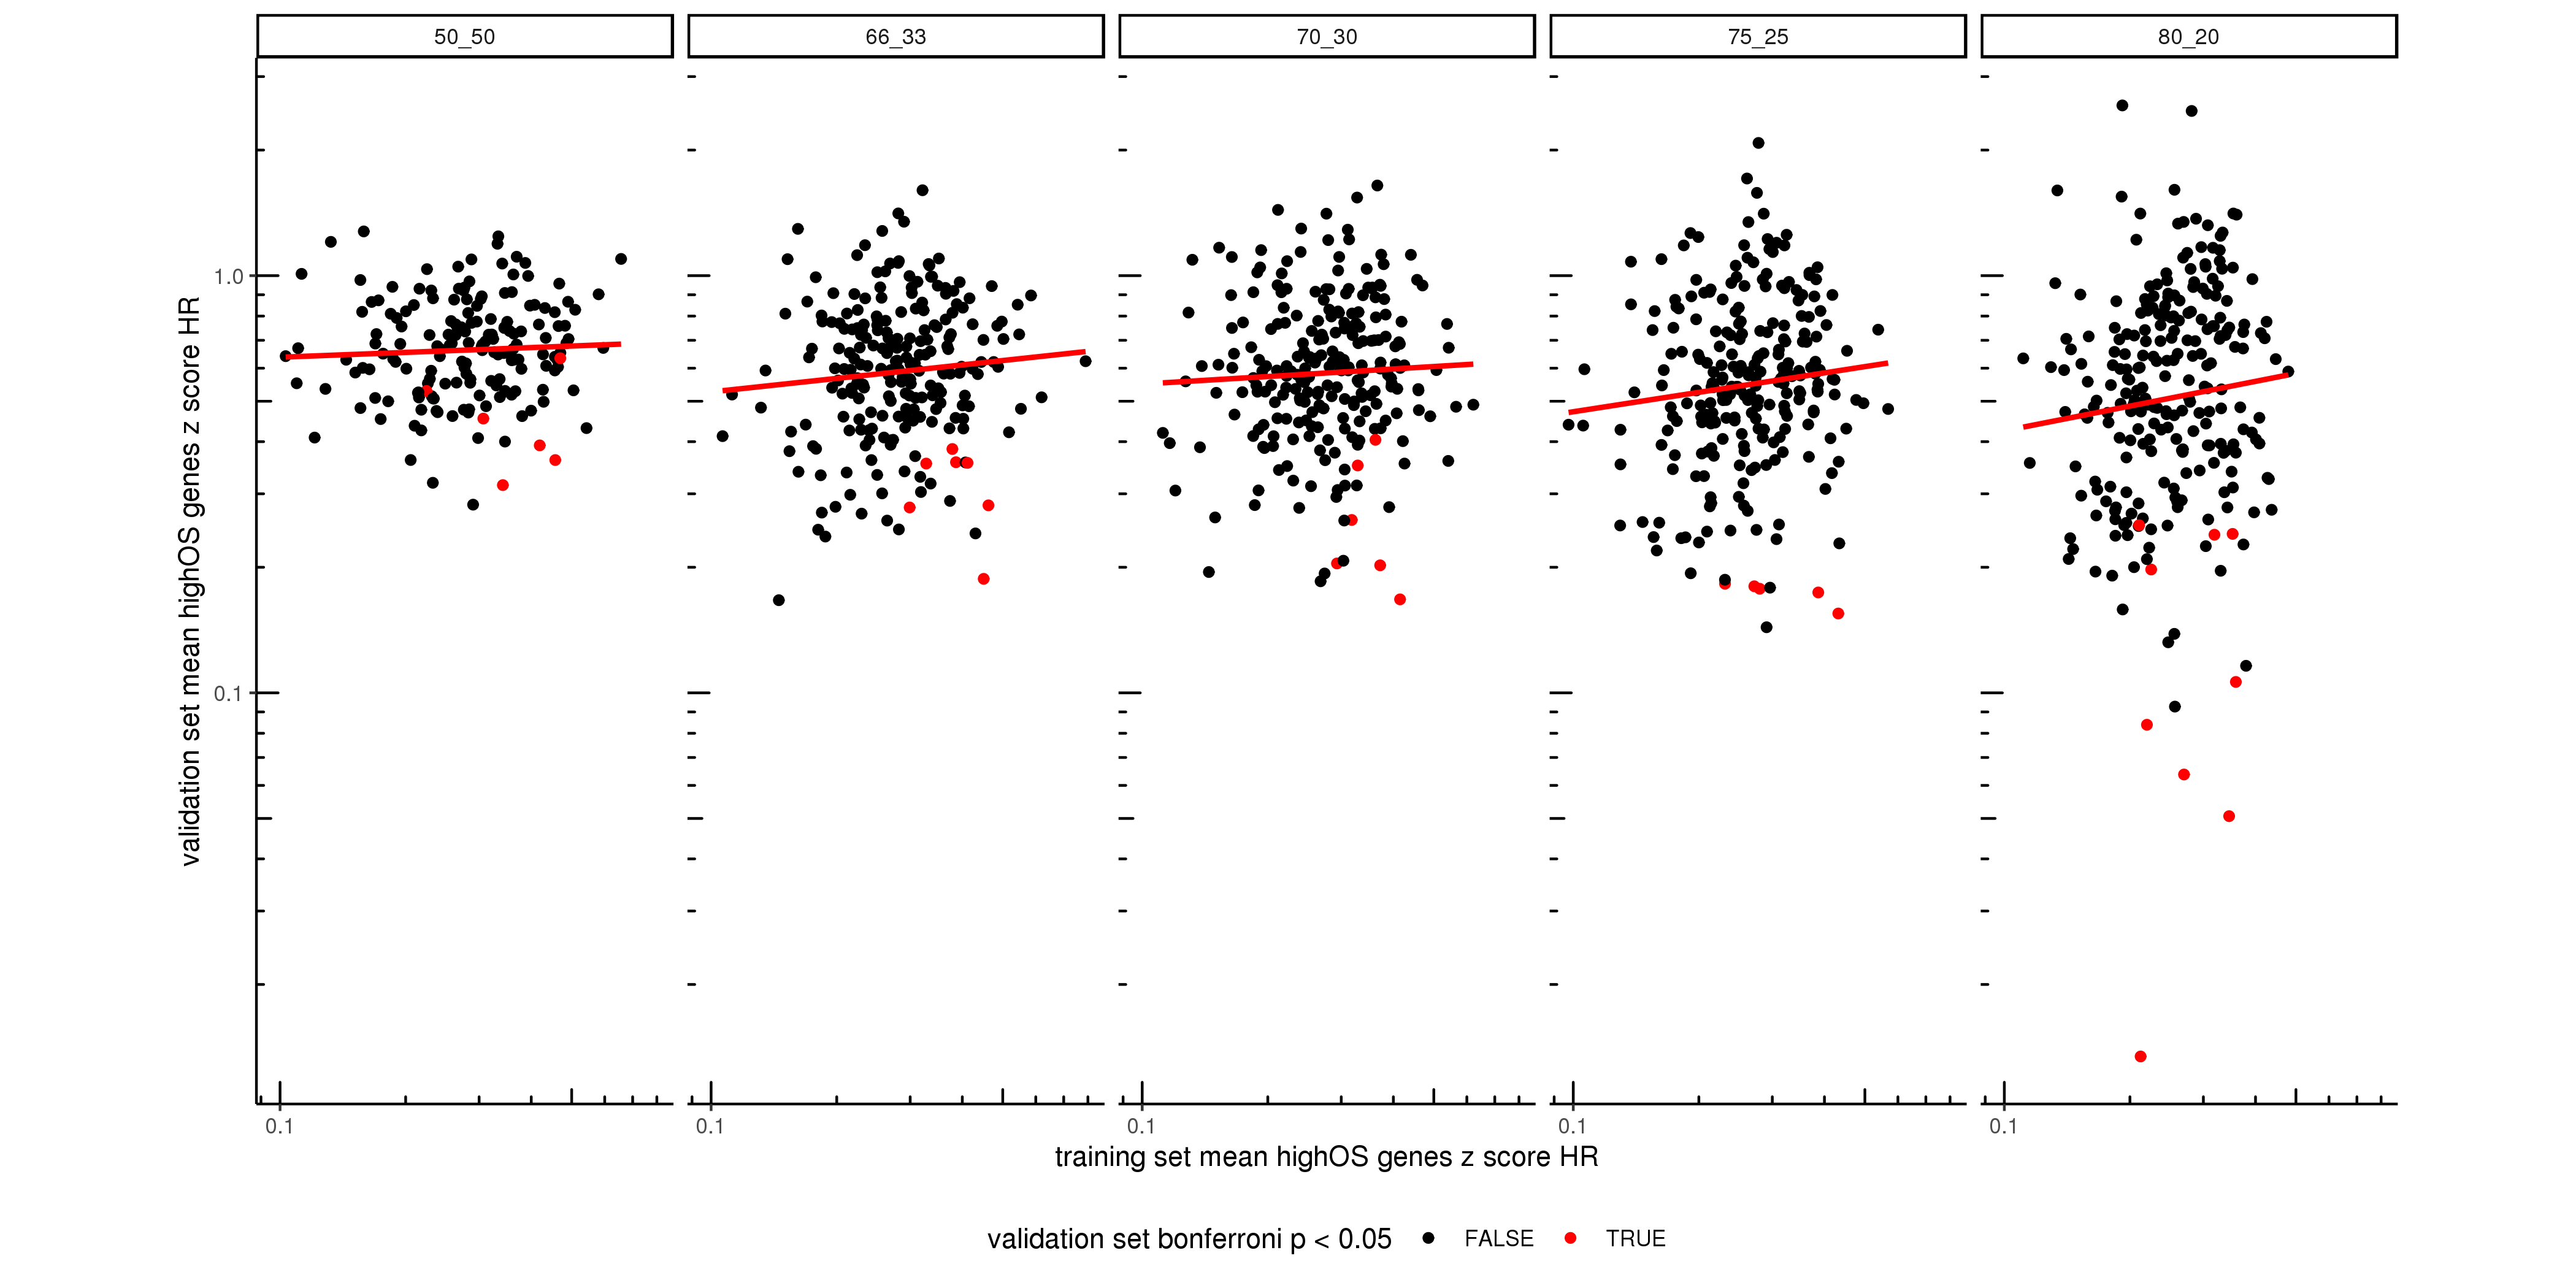 50_50 66_33 70_30 75_25 80_20
validation set mean highOS genes z score HR
1.0
0.1
0.1 0.1 0.1 0.1 0.1
training set mean highOS genes z score HR
validation set bonferroni p < 0.05 FALSE TRUE